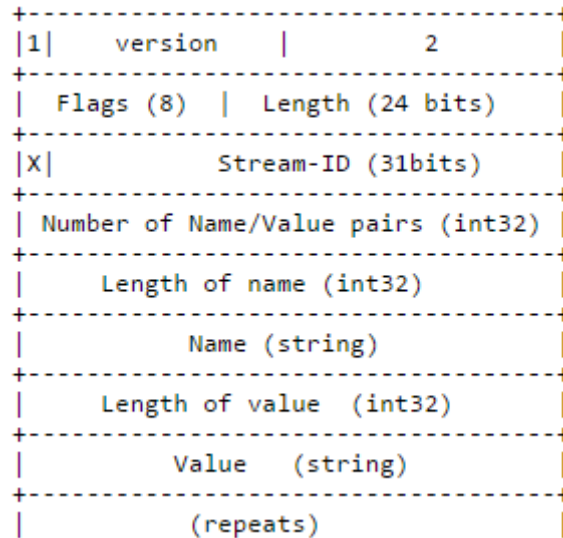 |1| version | 2
| Flags (8) | Length (24 bits) |
|X| Stream-ID (31bits) |
| Number of Name/Value pairs (int32) |
| Length of name (int32) |
| Name (string) |
| Length of value (int32) |
| Value (string) |
| (repeats) |